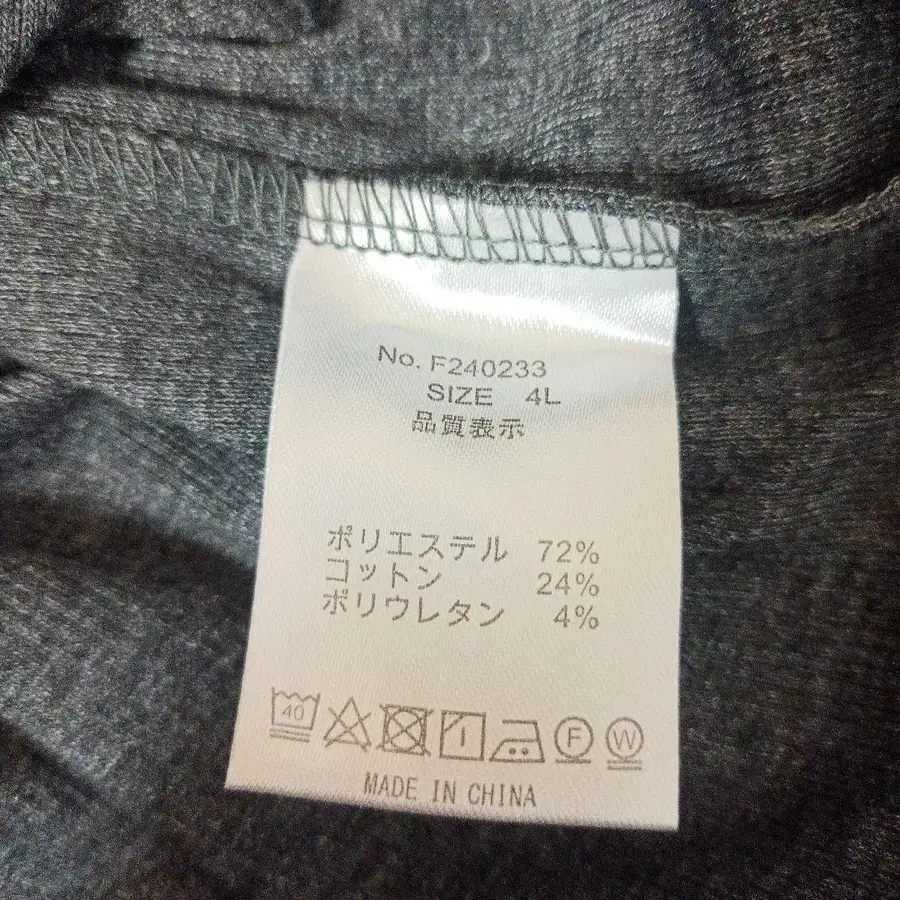 No. F240233
SIZE 4L
品質表示
ポリエステル 72%
コットン 24%
ポリウレタン 4%
40 F W
MADE IN CHINA